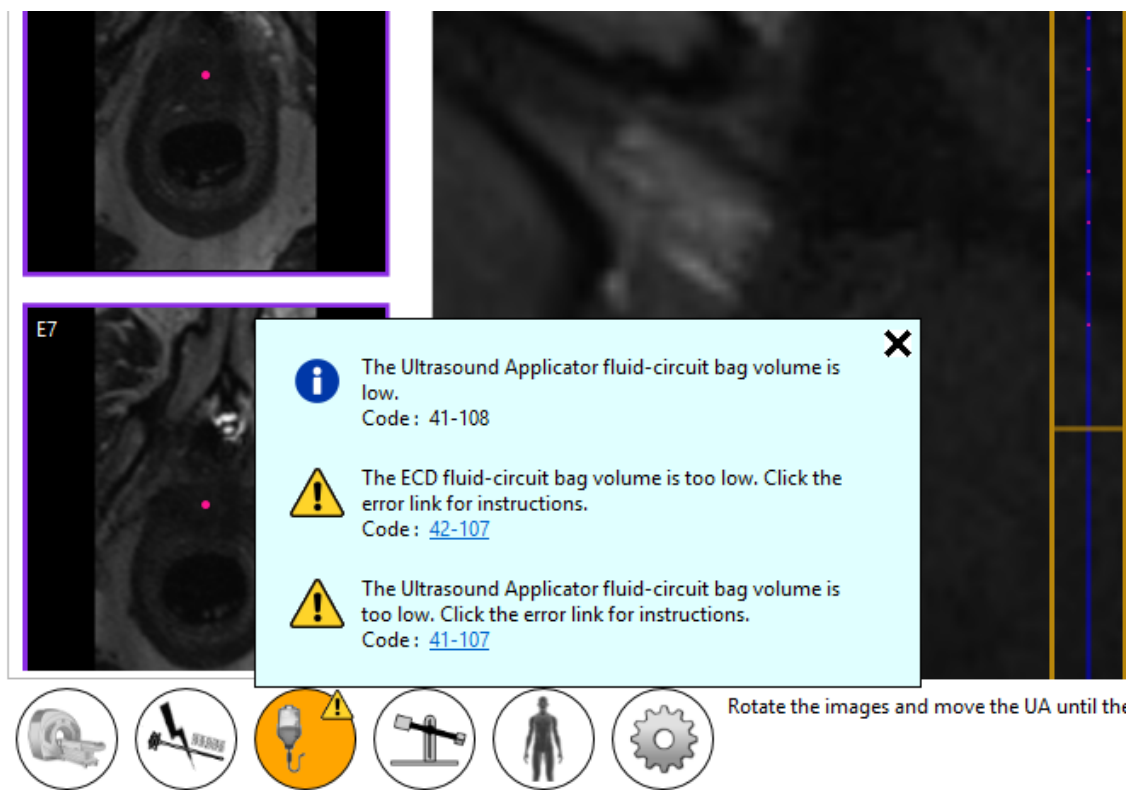 E7
The Ultrasound Applicator fluid-circuit bag volume is
low.
Code : 41-108
The ECD fluid-circuit bag volume is too low. Click the
error link for instructions.
Code : 42-107
The Ultrasound Applicator fluid-circuit bag volume is
too low. Click the error link for instructions.
Code : 41-107
Rotate the images and move the UA until the